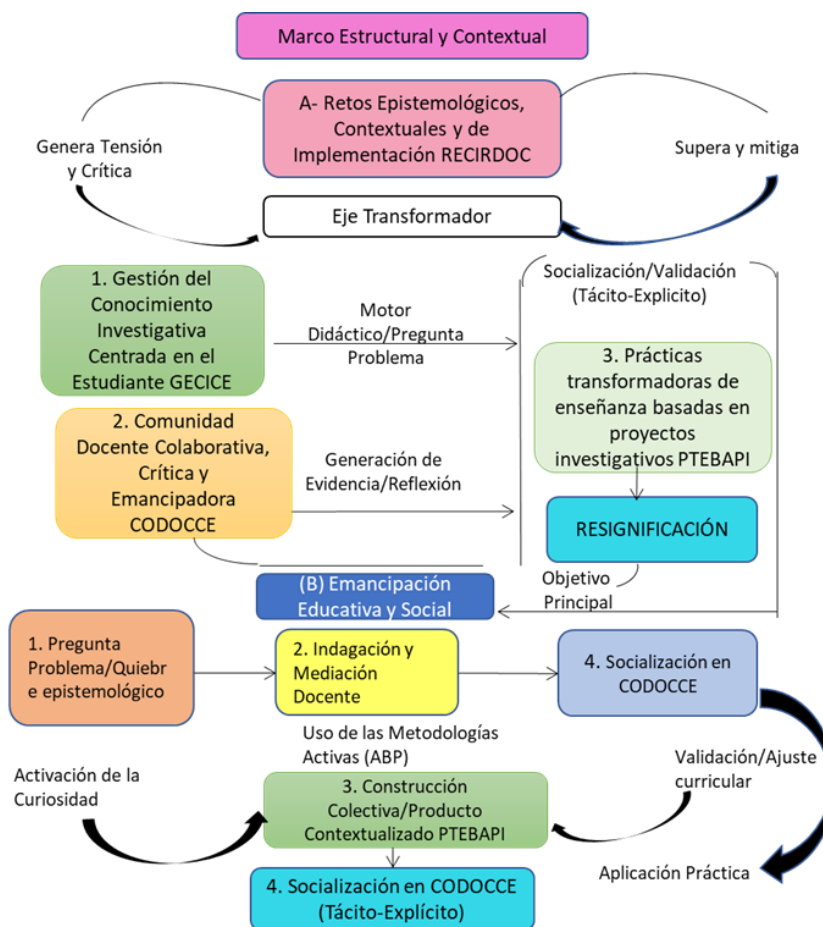 Marco Estructural y Contextual
A- Retos Epistemológicos,
Contextuales y de
Implementación RECIRDOC
Genera Tensión
y Crítica
Supera y mitiga
Eje Transformador
1. Gestión del
Conocimiento
Investigativa
Centrada en el
Estudiante GECICE
Motor
Didáctico/Pregunta
Problema
Socialización/Validación
(Tácito-Explicito)
3. Prácticas
transformadoras de
enseñanza basadas en
proyectos
investigativos PTEBAPI
2. Comunidad
Docente Colaborativa,
Crítica y
Emancipadora
CODOCCE
Generación de
Evidencia/Reflexión
RESIGNIFICACIÓN
Objetivo
Principal
(B) Emancipación
Educativa y Social
1. Pregunta
Problema/Quiebr
e epistemológico
2. Indagación y
Mediación
Docente
4. Socialización en
CODOCCE
Uso de las Metodologías
Activas (ABP)
Activación de la
Curiosidad
Validación/Ajuste
curricular
3. Construcción
Colectiva/Producto
Contextualizado PTEBAPI
Aplicación Práctica
4. Socialización en CODOCCE
(Tácito-Explícito)